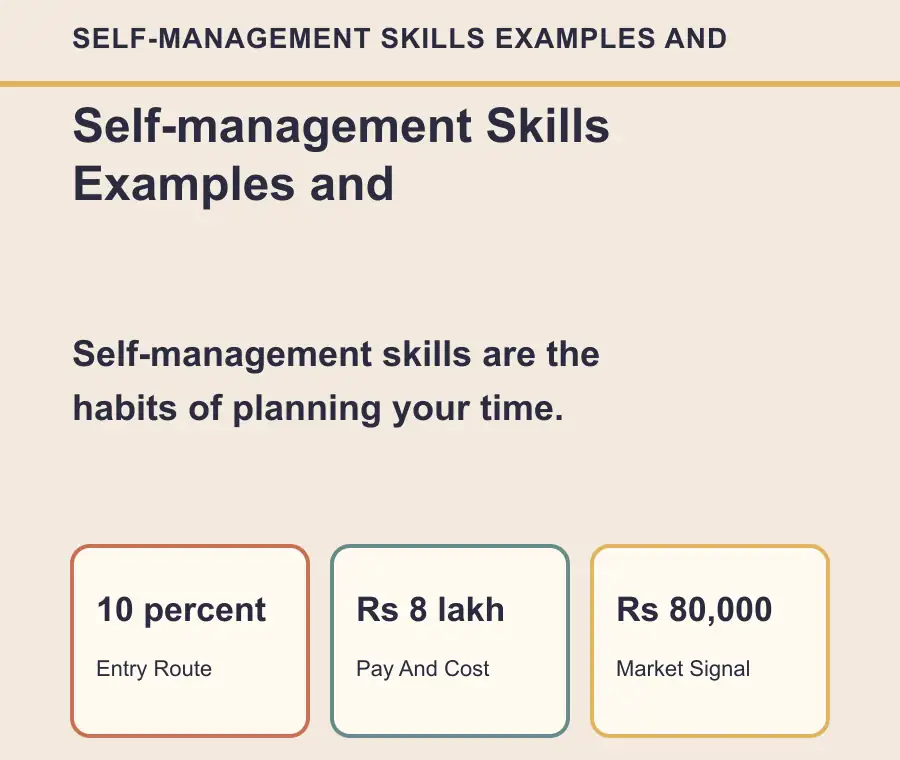 SELF-MANAGEMENT SKILLS EXAMPLES AND
Self-management Skills
Examples and
Self-management skills are the
habits of planning your time.
10 percent
Entry Route
Rs 8 lakh
Pay And Cost
Rs 80,000
Market Signal